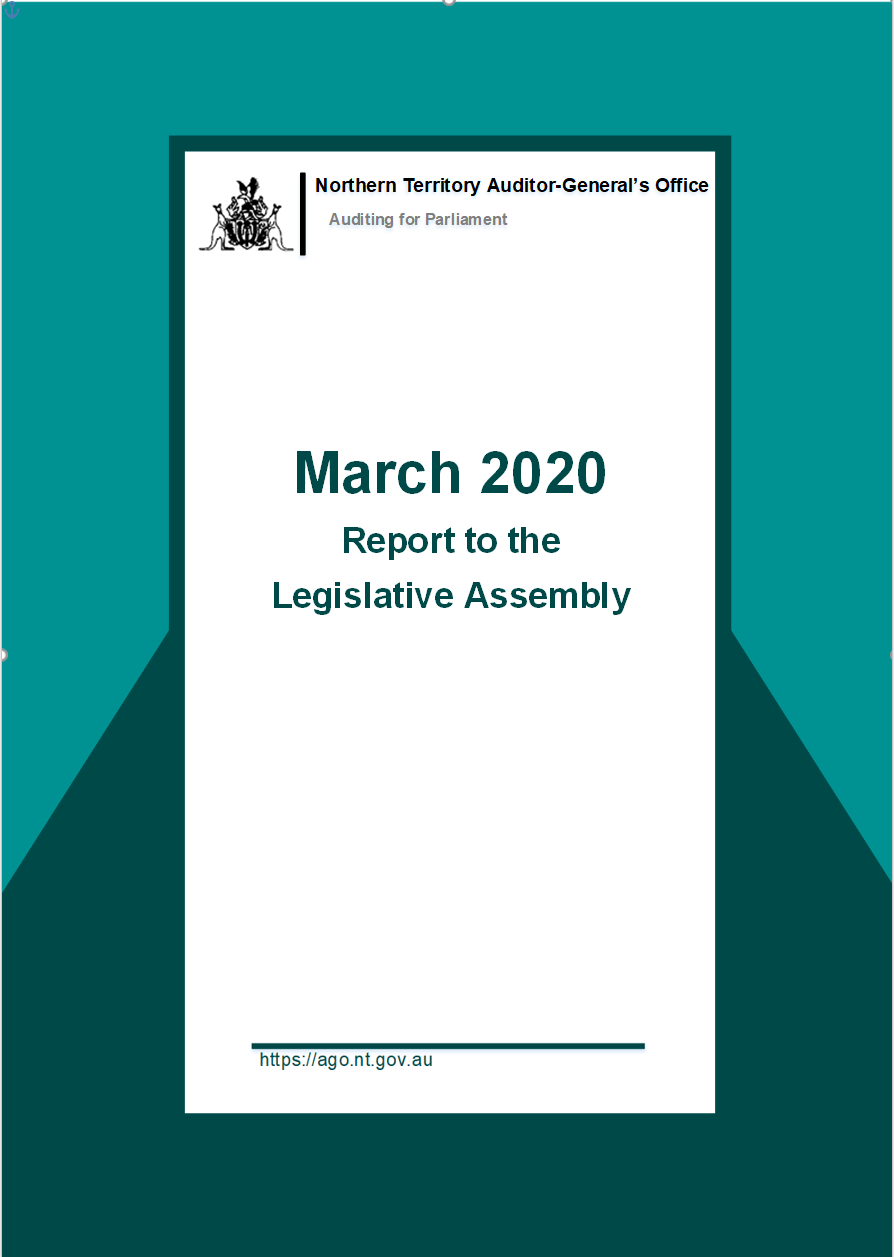 Northern Territory Auditor-General’s Office
Auditing for Parliament
March 2020
Report to the
Legislative Assembly
https://ago.nt.gov.au